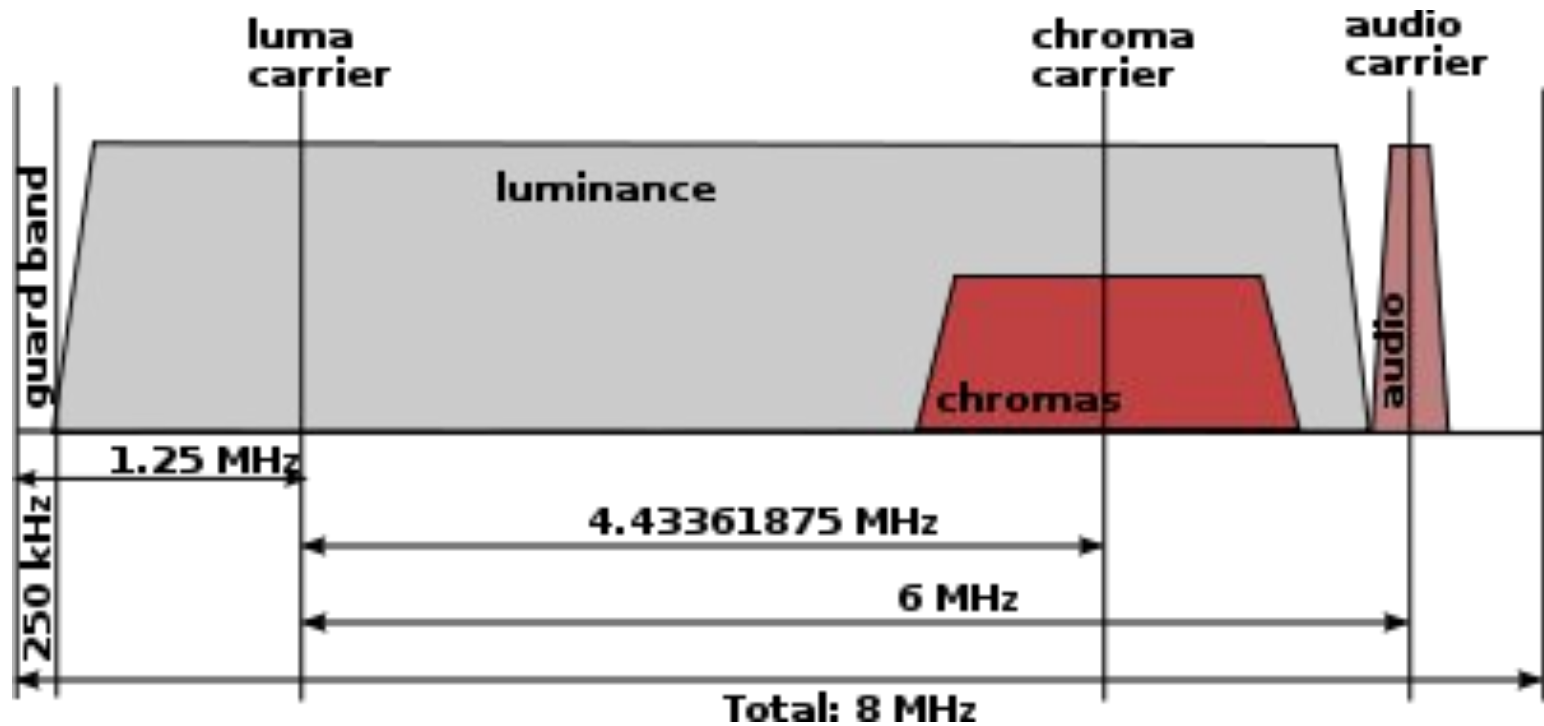 luma
carrier
chroma
carrier
audio
carrier
guard band
luminance
chromas
audio
1.25 MHz
250 kHz
4.43361875 MHz
6 MHz
Total: 8 MHz